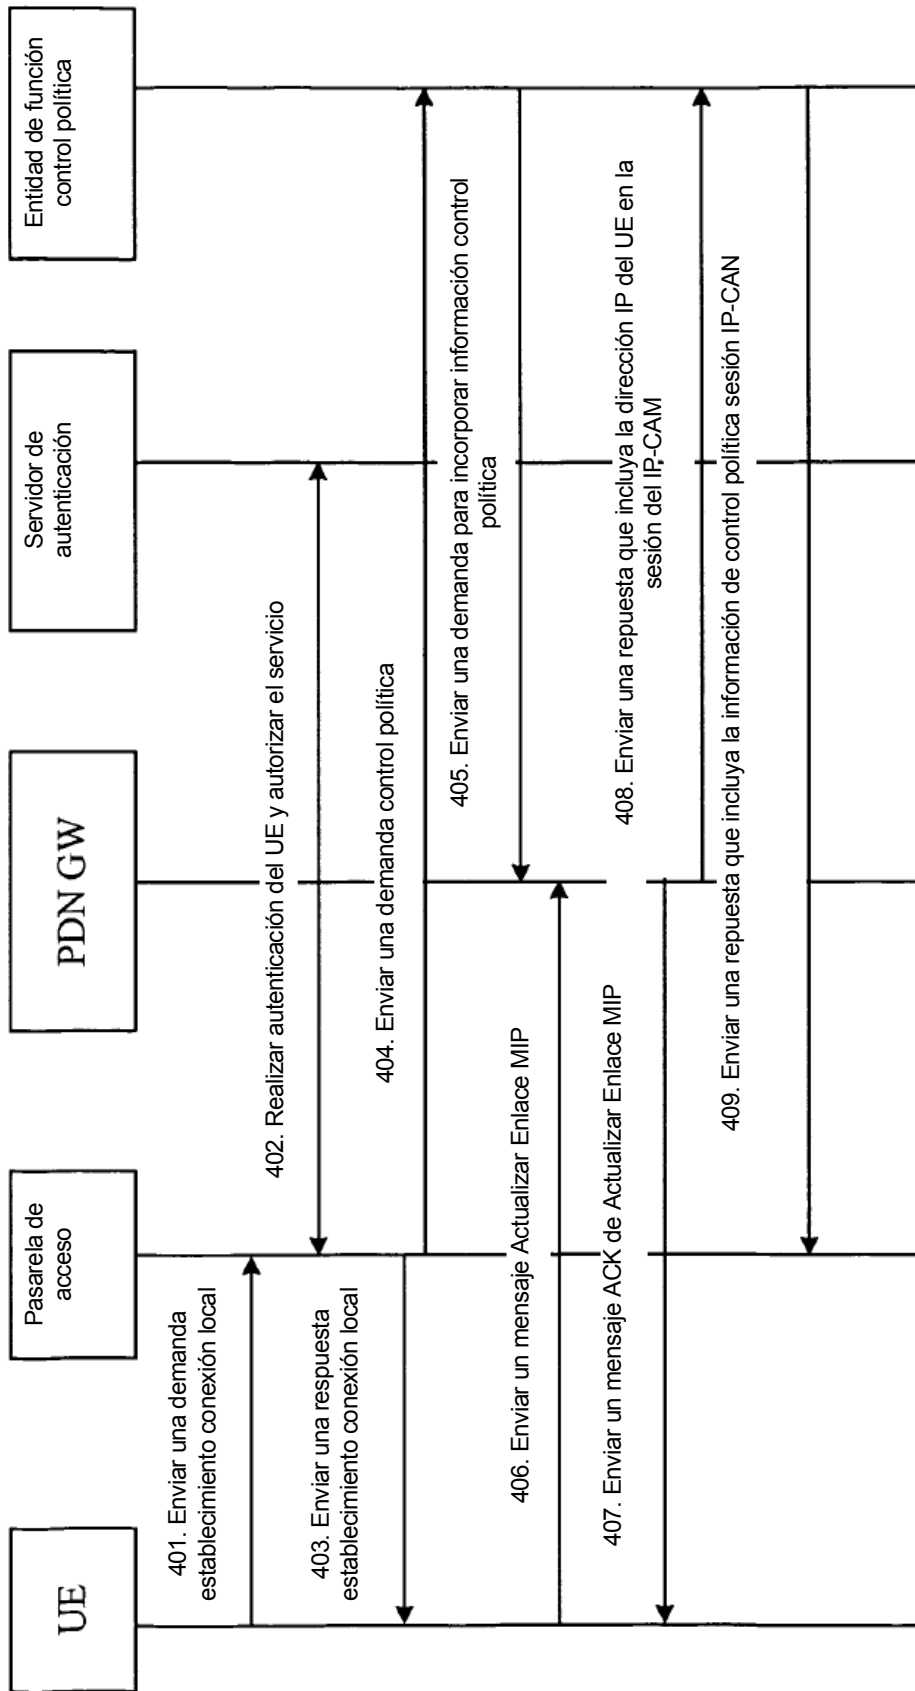 UE
Pasarela de
acceso
PDN GW
Servidor de
autenticación
Entidad de función
control política
401. Enviar una demanda
establecimiento conexión local
402. Realizar autenticación del UE y autorizar el servicio
403. Enviar una respuesta
establecimiento conexión local
404. Enviar una demanda control política
405. Enviar una demanda para incorporar información control
política
406. Enviar un mensaje Actualizar Enlace MIP
407. Enviar un mensaje ACK de Actualizar Enlace MIP
408. Enviar una repuesta que incluya la dirección IP del UE en la
sesión del IP-CAM
409. Enviar una repuesta que incluya la información de control política sesión IP-CAN